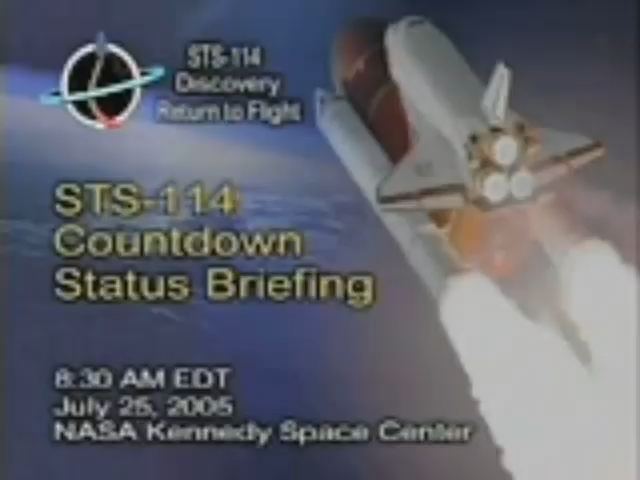 STS-114
Discovery
Return to Flight
STS-114
Countdown
Status Briefing
8:30 AM EDT
July 25, 2005
NASA Kennedy Space Center